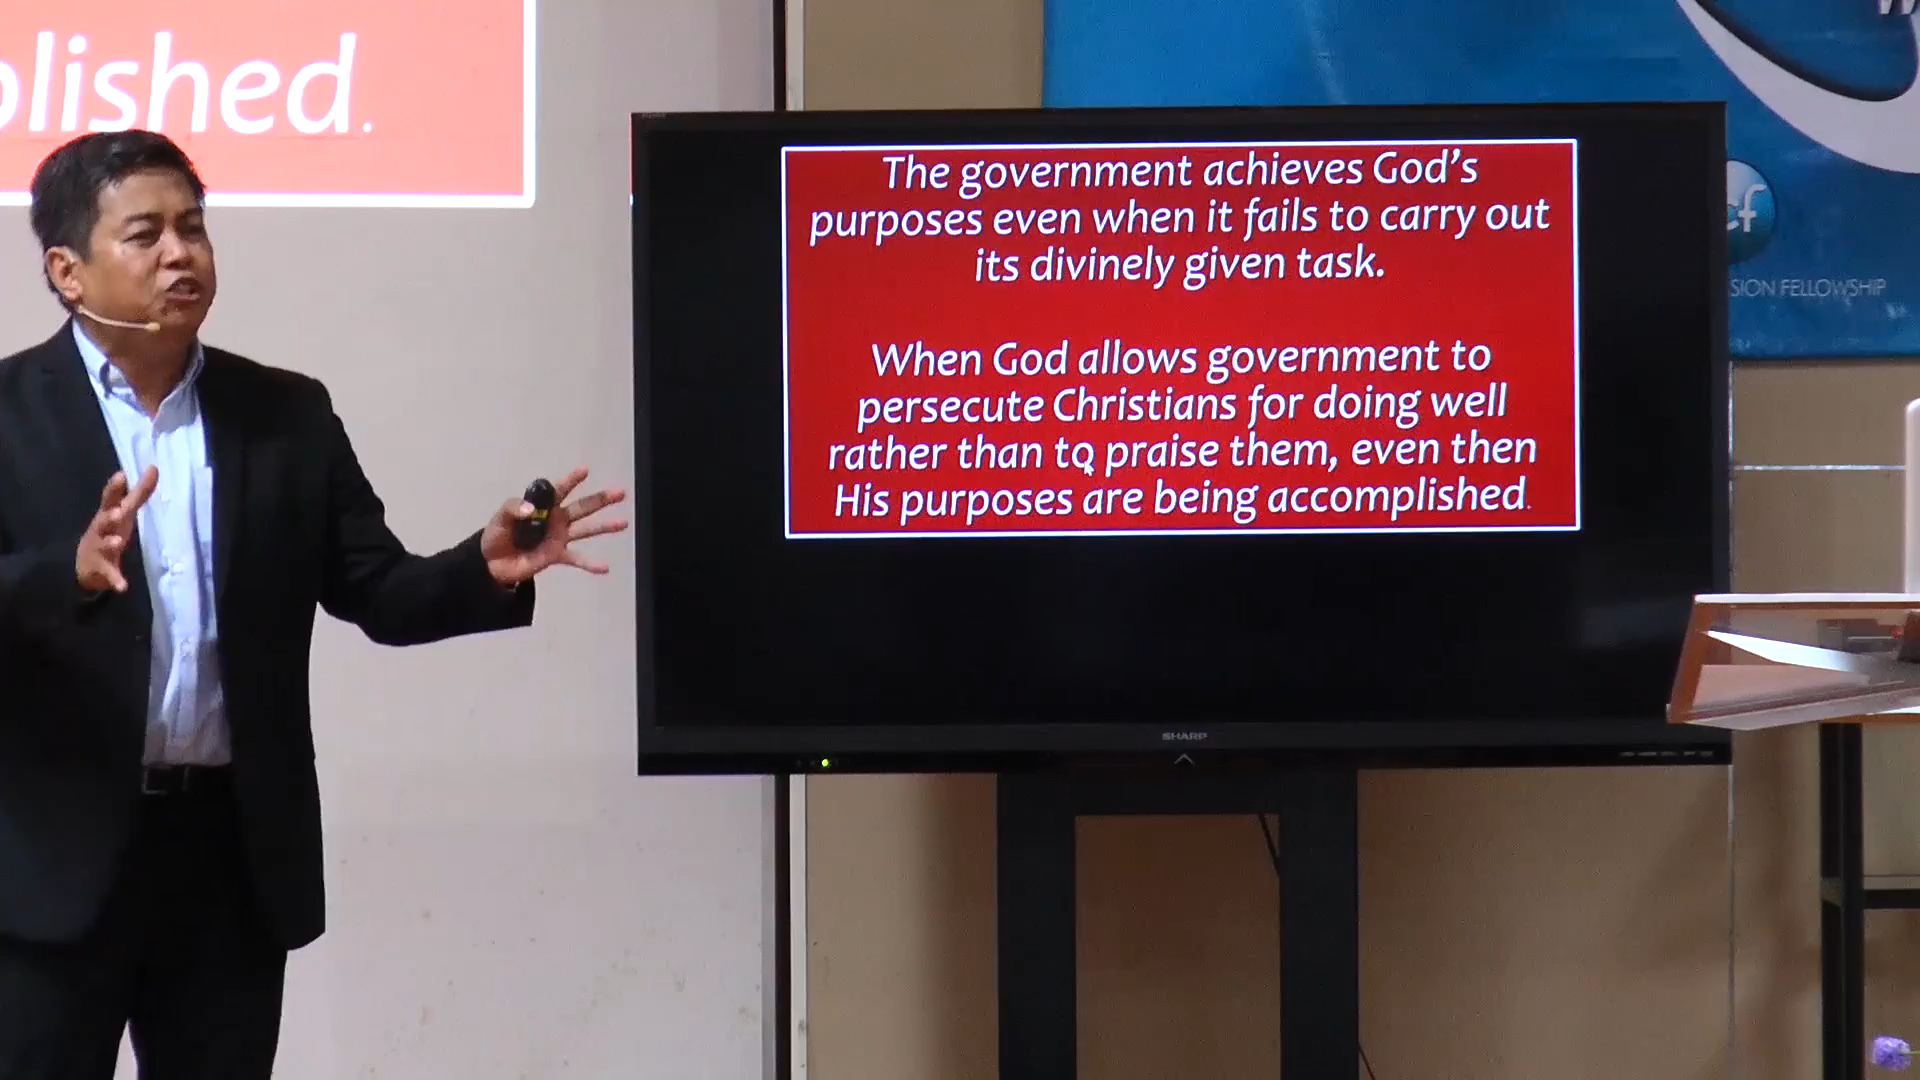 plished.
The government achieves God's
purposes even when it fails to carry out
its divinely given task.
When God allows government to
persecute Christians for doing well
rather than to praise them, even then
His purposes are being accomplished.
SHARP
cf
SION FELLOWSHIP